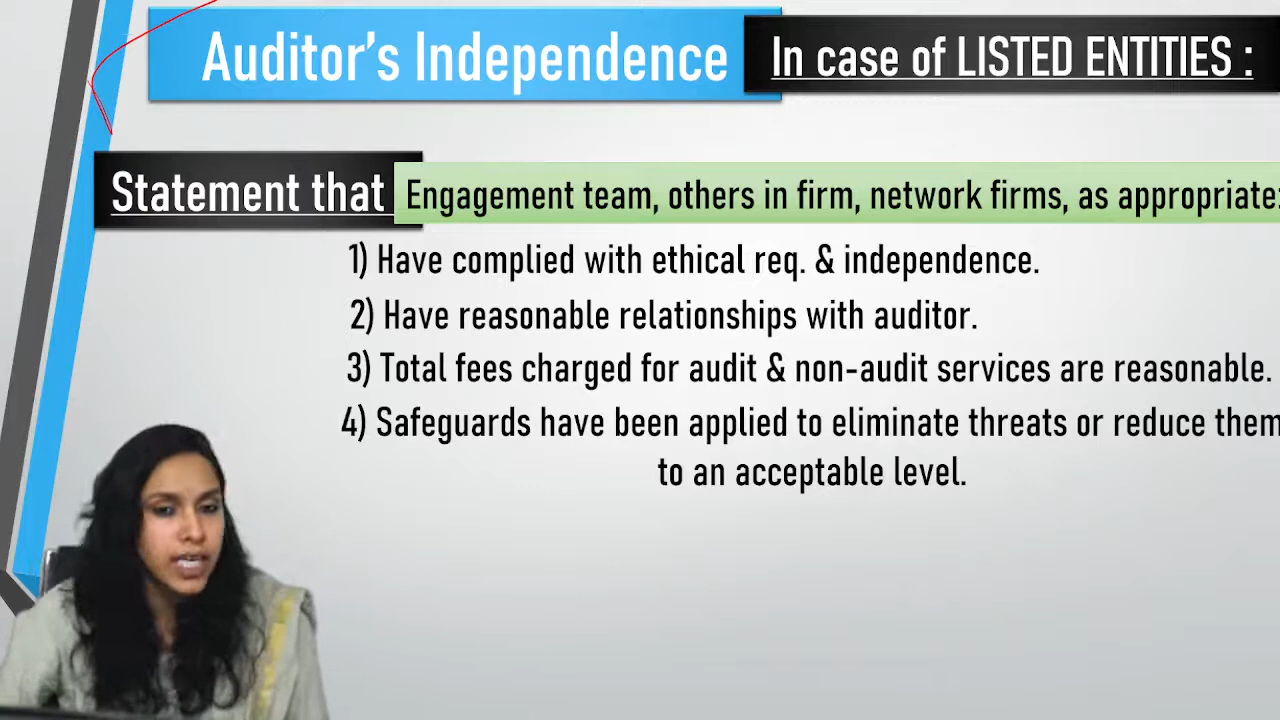 Auditor's Independence In case of LISTED ENTITIES :
Statement that Engagement team, others in firm, network firms, as appropriate:
1) Have complied with ethical req. & independence.
2) Have reasonable relationships with auditor.
3) Total fees charged for audit & non-audit services are reasonable.
4) Safeguards have been applied to eliminate threats or reduce them
to an acceptable level.